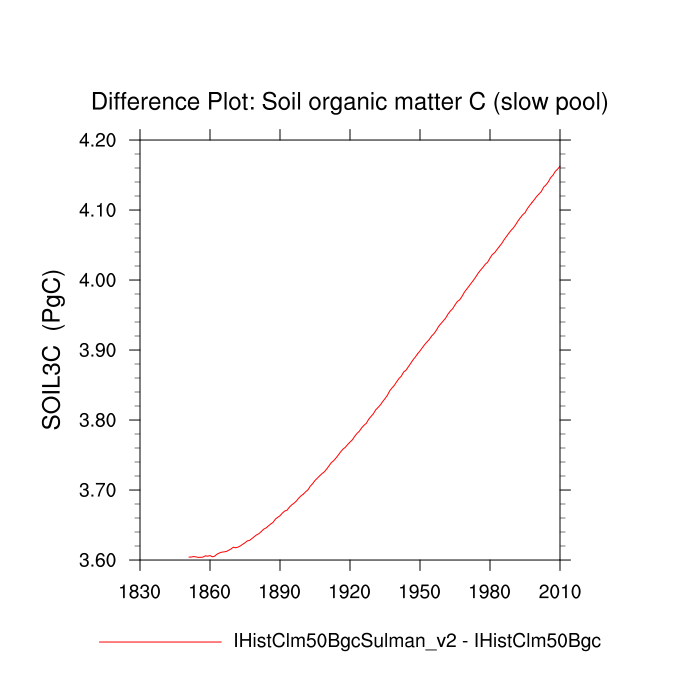 Difference Plot: Soil organic matter C (slow pool)
4.20
4.10
4.00
3.90
3.80
3.70
3.60
SOIL3C (PgC)
1830 1860 1890 1920 1950 1980 2010
IHistClm50BgcSulman_v2 - IHistClm50Bgc